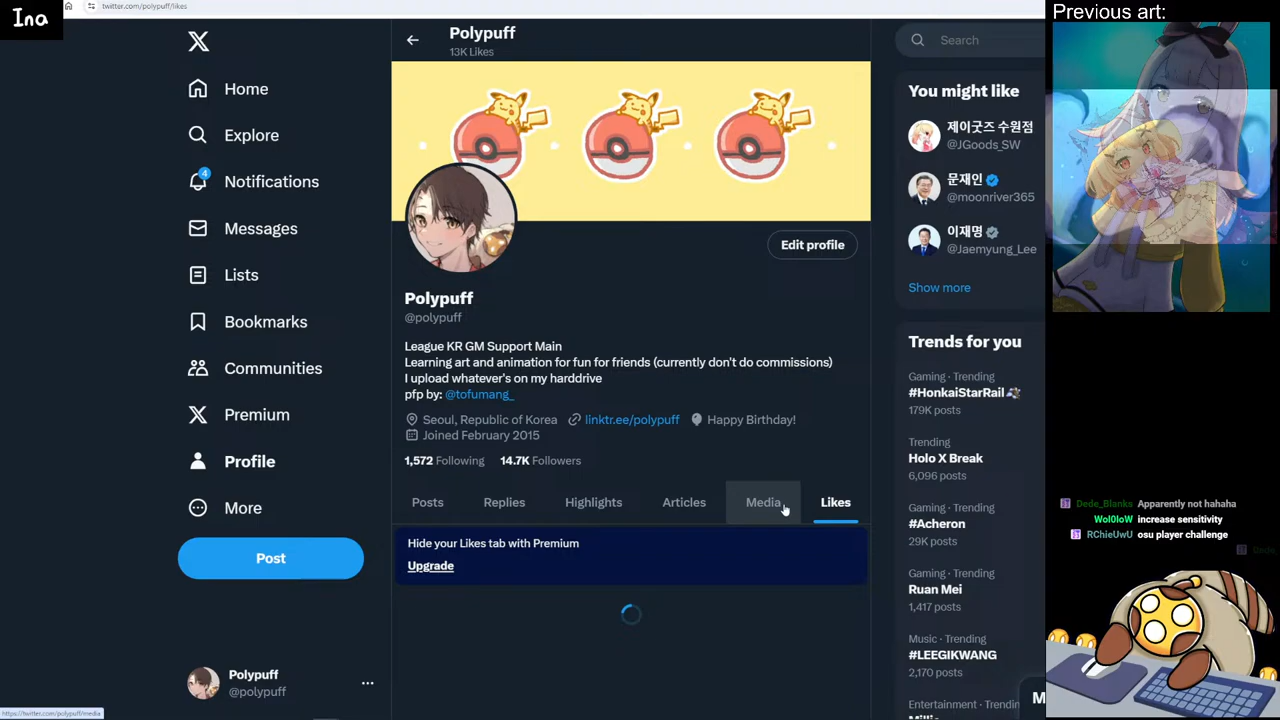 Ina
twitter.com/polypuff/likes
Previous art:
Polypuff
13K Likes
Search
Home
Explore
4
Notifications
Messages
Lists
Bookmarks
Communities
Premium
Profile
More
Post
Polypuff
@polypuff
Edit profile
Polypuff
@polypuff
League KR GM Support Main
Learning art and animation for fun for friends (currently don't do commissions)
I upload whatever's on my harddrive
pfp by: @tofumang_
Seoul, Republic of Korea linktr.ee/polypuff Happy Birthday!
Joined February 2015
1,572 Following 14.7K Followers
Posts Replies Highlights Articles Media Likes
Hide your Likes tab with Premium
Upgrade
You might like
제이굿즈 수원점
@JGoods_SW
문재인
@moonriver365
이재명
@Jaemyung_Lee
Show more
Trends for you
Gaming · Trending
#HonkaiStarRail
179K posts
Trending
Holo X Break
6,096 posts
Gaming · Trending
#Acheron
29K posts
Gaming · Trending
Ruan Mei
1,417 posts
Music · Trending
#LEEGIKWANG
2,170 posts
Entertainment · Trending
M
Dede_Blanks Apparently not hahaha
Wol0loW increase sensitivity
RChieUwU osu player challenge
Dede
https://twitter.com/polypuff/media